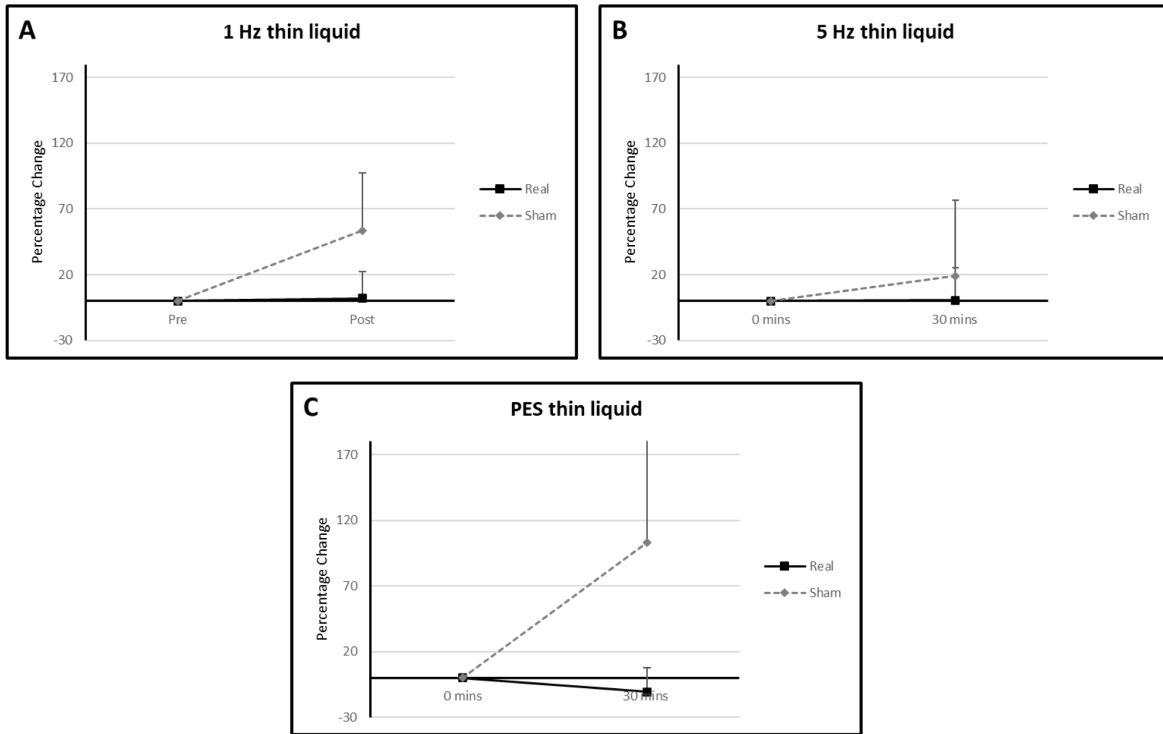 A
1 Hz thin liquid
Percentage Change
170
120
70
20
-30
Pre
Post
Real
Sham
B
5 Hz thin liquid
Percentage Change
170
120
70
20
-30
0 mins
30 mins
Real
Sham
C
PES thin liquid
Percentage Change
170
120
70
20
-30
0 mins
30 mins
Real
Sham